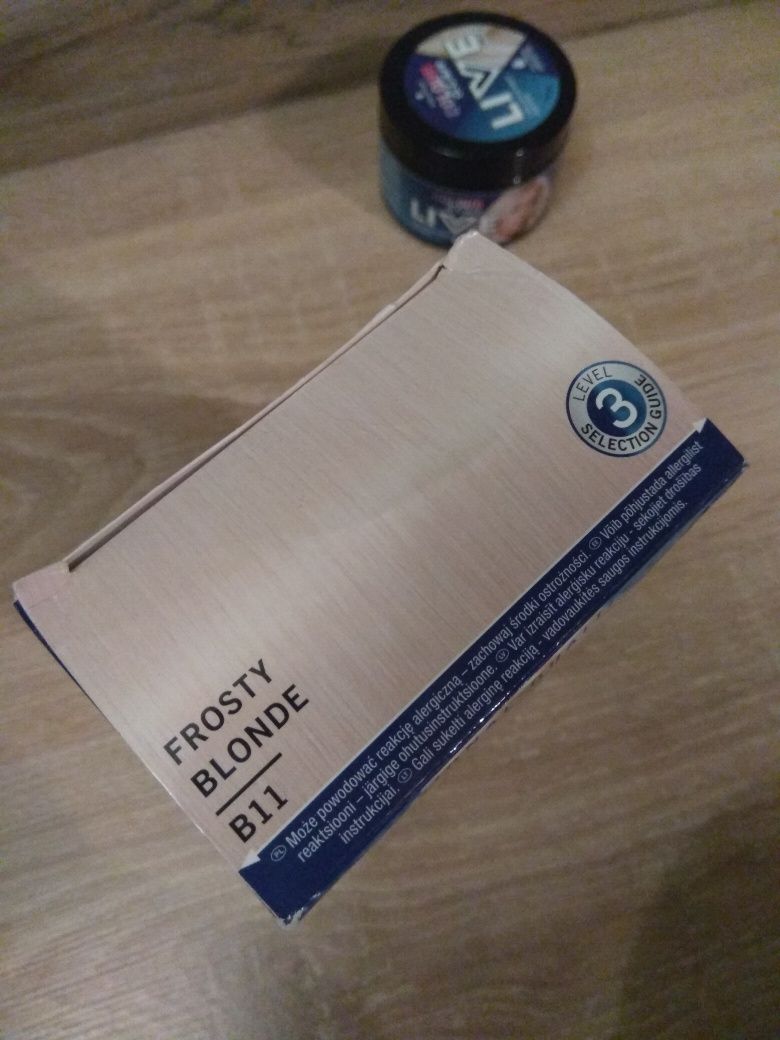 LIVE
LEVEL
3
SELECTION GUIDE
FROSTY
BLONDE
B11
PL Może powodować reakcję alergiczną – zachowaj środki ostrożności. EE Võib põhjustada allergilist
reaktsiooni – järgige ohutusinstruktsioone. LV Var izraisīt alerģisku reakciju - sekojiet drošības
instrukcijai. LT Gali sukelti alerginę reakciją - vadovaukitės saugos instrukcijomis.